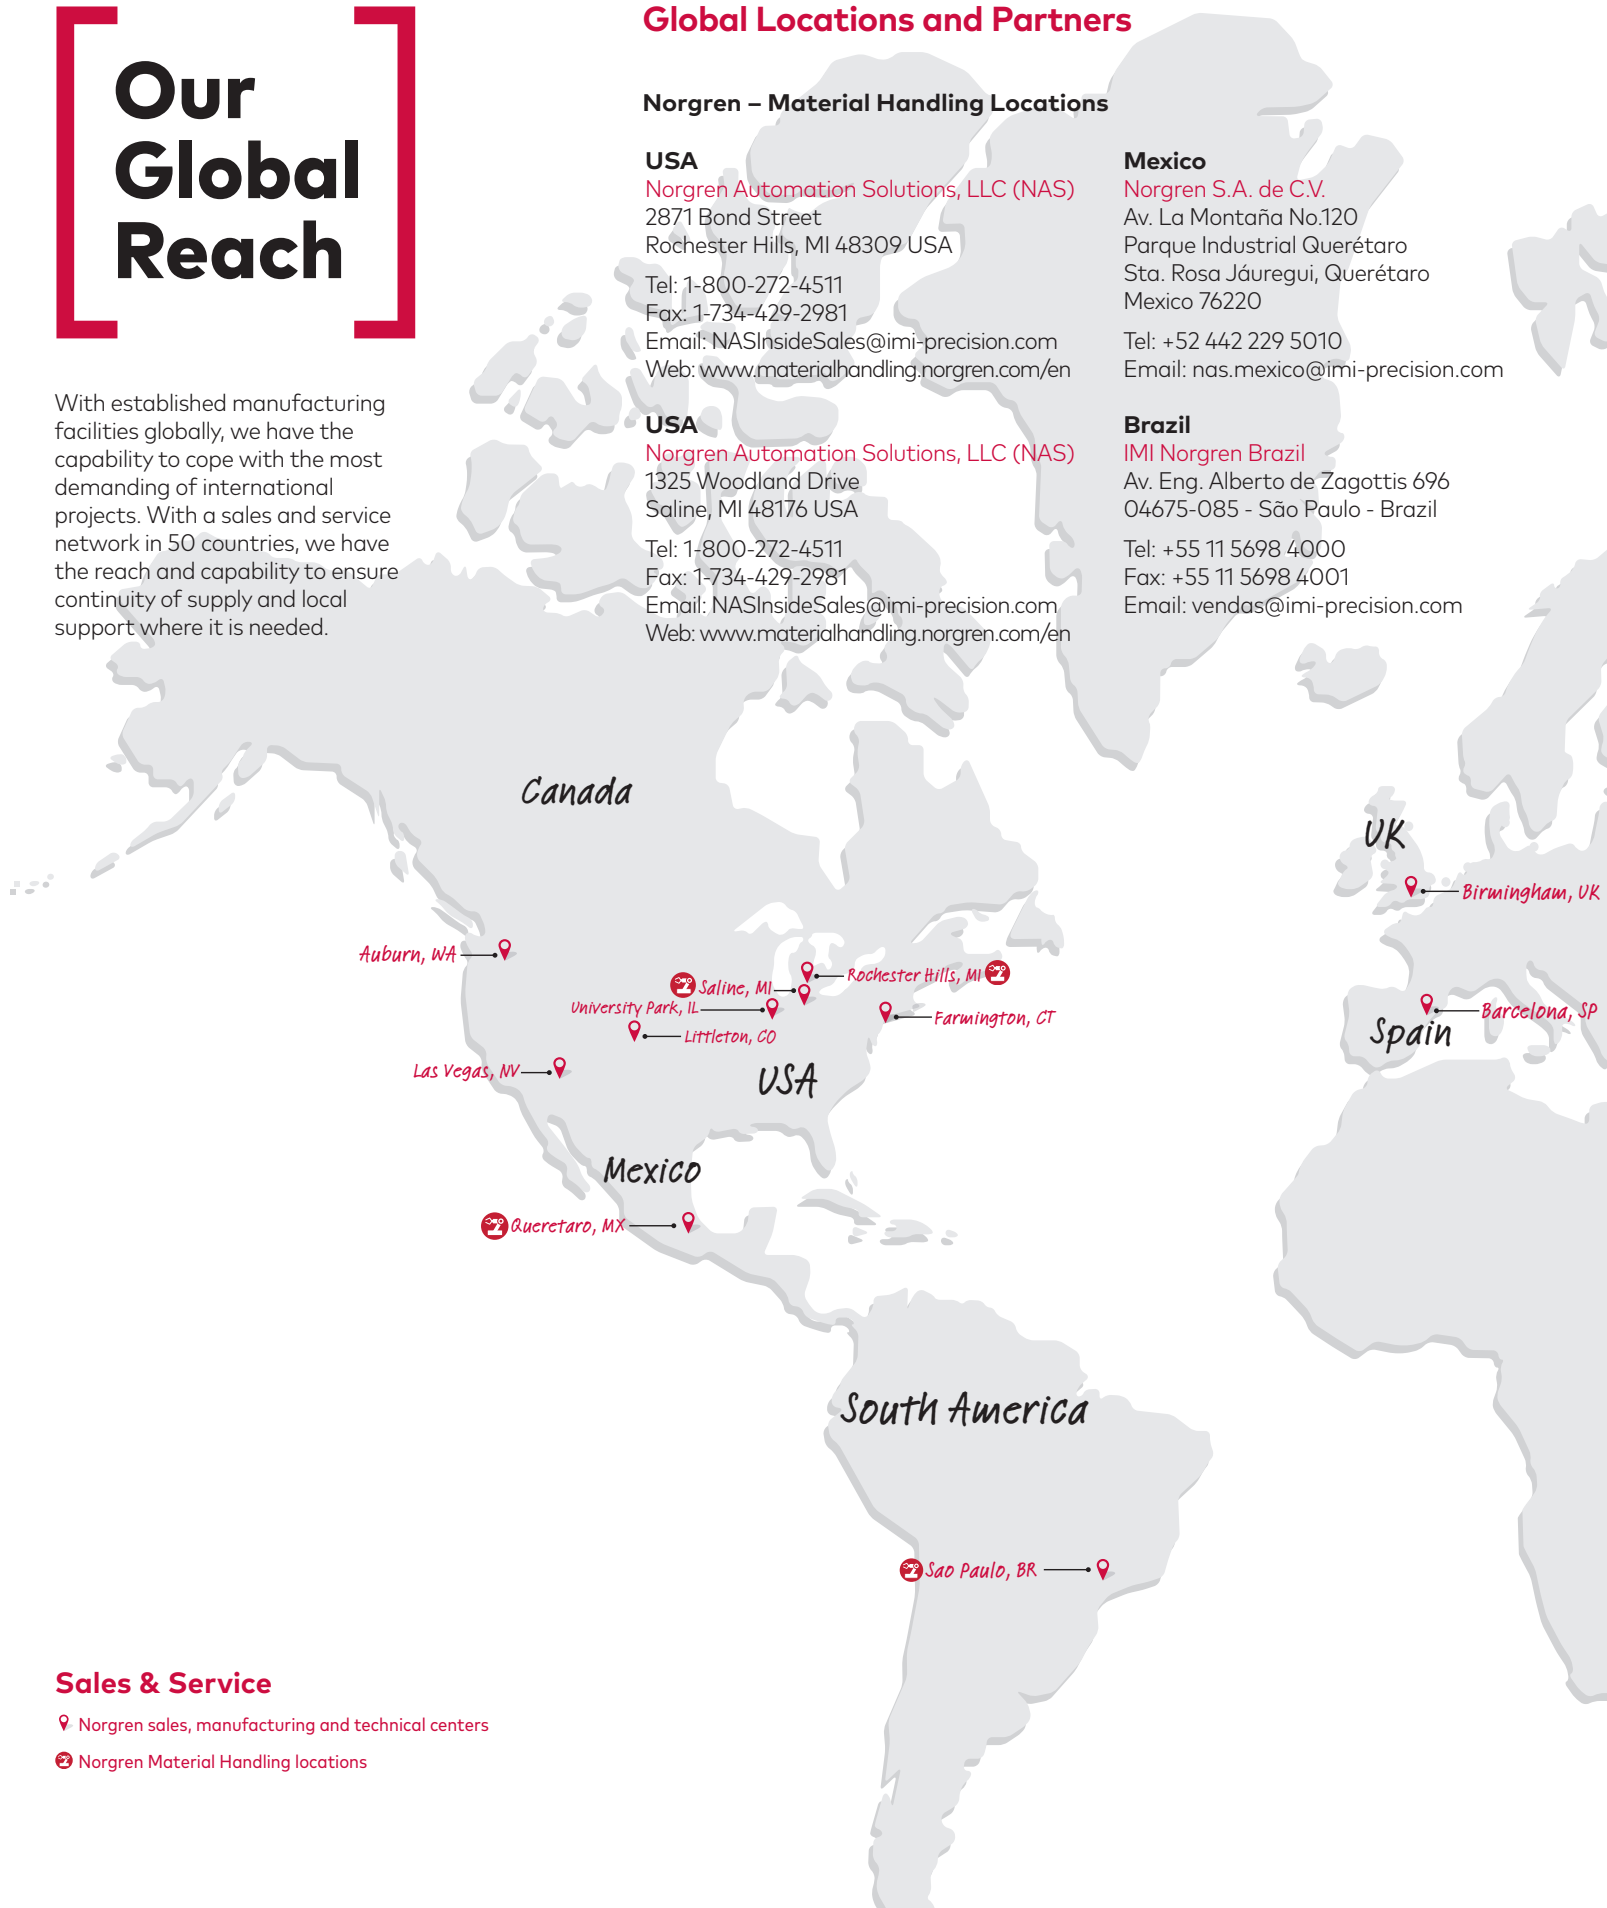 Our
Global
Reach
With established manufacturing
facilities globally, we have the
capability to cope with the most
demanding of international
projects. With a sales and service
network in 50 countries, we have
the reach and capability to ensure
continuity of supply and local
support where it is needed.
Global Locations and Partners
Norgren – Material Handling Locations
USA
Norgren Automation Solutions, LLC (NAS)
2871 Bond Street
Rochester Hills, MI 48309 USA
Tel: 1-800-272-4511
Fax: 1-734-429-2981
Email: NASInsideSales@imi-precision.com
Web: www.materialhandling.norgren.com/en
USA
Norgren Automation Solutions, LLC (NAS)
1325 Woodland Drive
Saline, MI 48176 USA
Tel: 1-800-272-4511
Fax: 1-734-429-2981
Email: NASInsideSales@imi-precision.com
Web: www.materialhandling.norgren.com/en
Mexico
Norgren S.A. de C.V.
Av. La Montaña No.120
Parque Industrial Querétaro
Sta. Rosa Jáuregui, Querétaro
Mexico 76220
Tel: +52 442 229 5010
Email: nas.mexico@imi-precision.com
Brazil
IMI Norgren Brazil
Av. Eng. Alberto de Zagottis 696
04675-085 - São Paulo - Brazil
Tel: +55 11 5698 4000
Fax: +55 11 5698 4001
Email: vendas@imi-precision.com
Canada
UK
Birmingham, UK
Auburn, WA
Rochester Hills, MI
Saline, MI
University Park, IL
Farmington, CT
Barcelona, SP
Littleton, CO
Spain
Las Vegas, NV
USA
Mexico
Queretaro, MX
South America
Sao Paulo, BR
Sales & Service
Norgren sales, manufacturing and technical centers
Norgren Material Handling locations